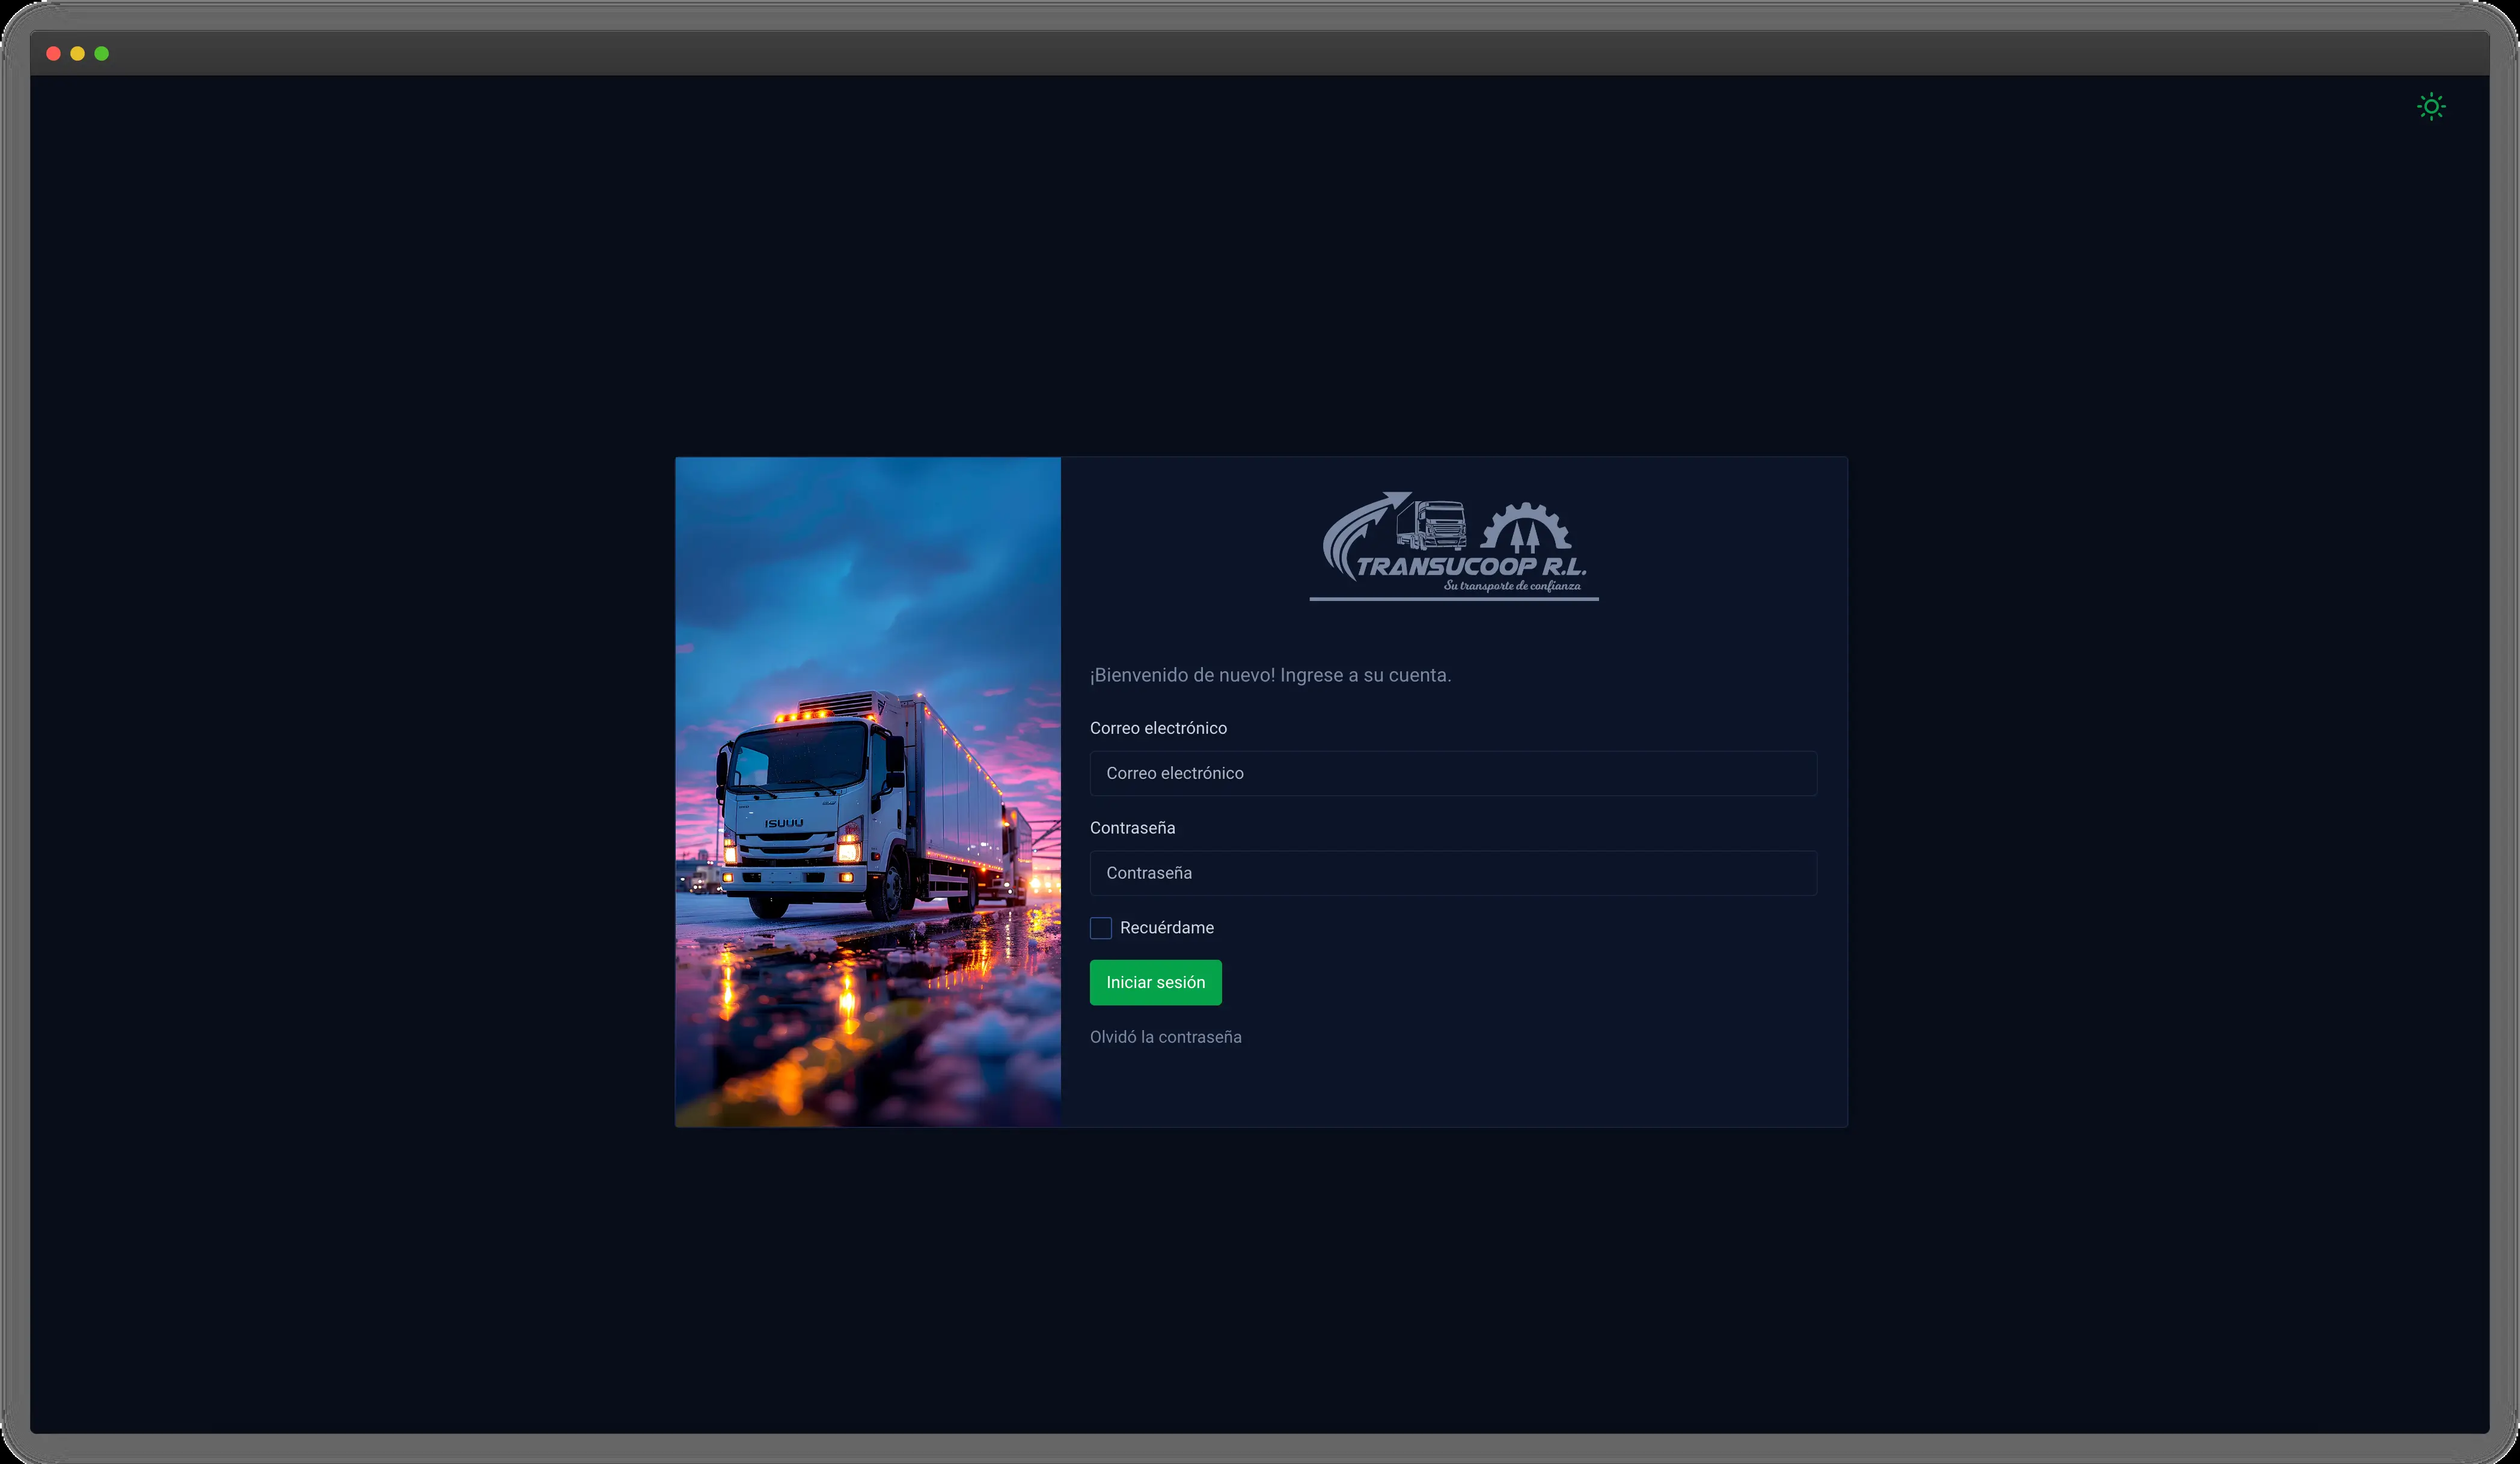 TRANSUCOOP R.L.
Su transporte de confianza
ISUUU
¡Bienvenido de nuevo! Ingrese a su cuenta.
Correo electrónico
Correo electrónico
Contraseña
Contraseña
Recuérdame
Iniciar sesión
Olvidó la contraseña